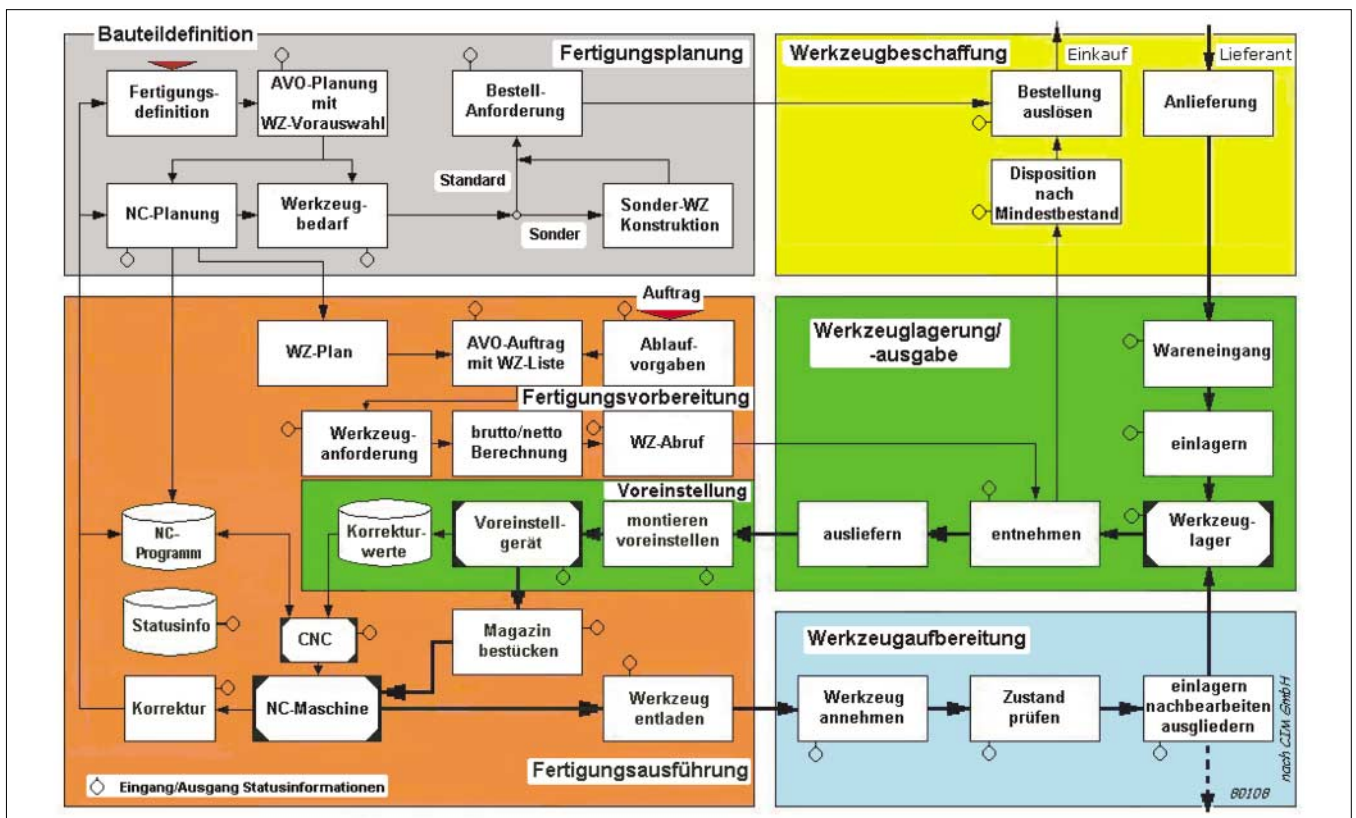 Bauteildefinition
Fertigungsplanung
Fertigungs-
definition
AVO-Planung
mit
WZ-Vorauswahl
Bestell-
Anforderung
NC-Planung
Werkzeug-
bedarf
Standard
Sonder
Sonder-WZ
Konstruktion
Werkzeugbeschaffung
Einkauf
Lieferant
Bestellung
auslösen
Anlieferung
Disposition
nach
Mindestbestand
Auftrag
WZ-Plan
AVO-Auftrag
mit WZ-Liste
Ablauf-
vorgaben
Fertigungsvorbereitung
Werkzeug-
anforderung
brutto/netto
Berechnung
WZ-Abruf
Werkzeuglagerung/
-ausgabe
Wareneingang
einlagern
Werkzeug-
lager
entnehmen
ausliefern
Voreinstellung
montieren
voreinstellen
Voreinstell-
gerät
Korrektur-
werte
NC-
Programm
Statusinfo
CNC
Magazin
bestücken
Korrektur
NC-Maschine
Werkzeug
entladen
Fertigungsausführung
Eingang/Ausgang Statusinformationen
Werkzeugaufbereitung
Werkzeug
annehmen
Zustand
prüfen
einlagern
nachbearbeiten
ausgliedern
nach CIM GmbH
80108